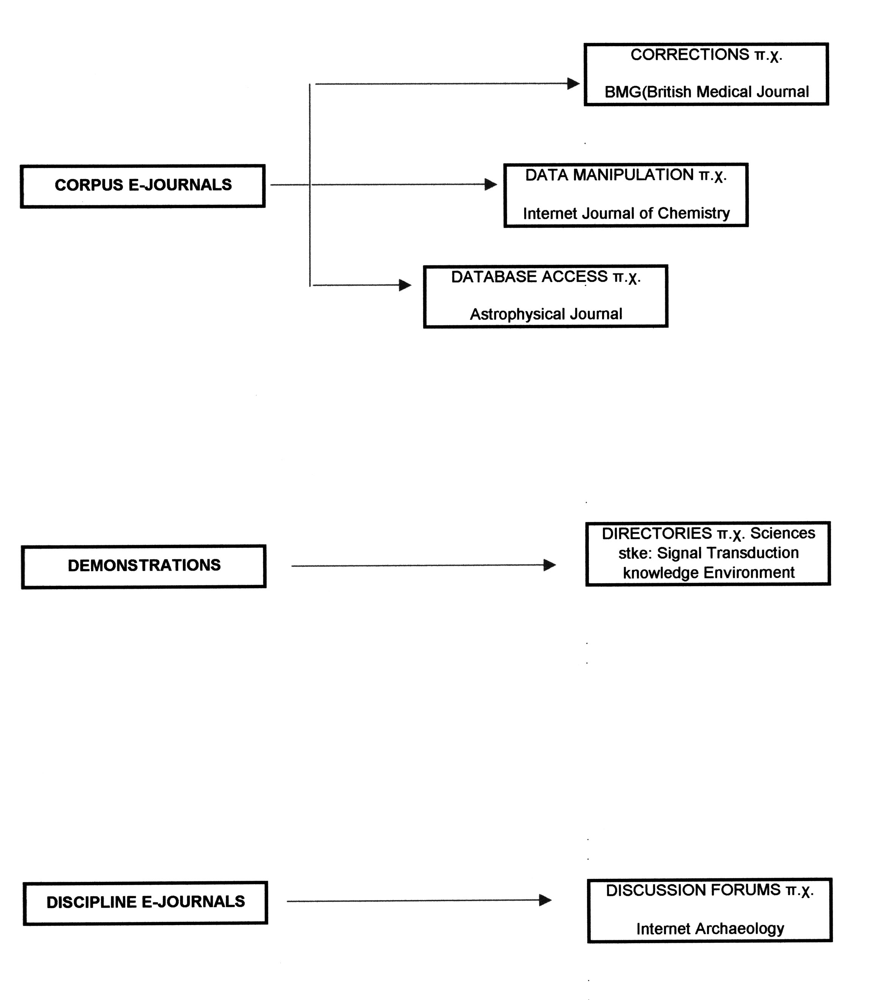 CORRECTIONS π.χ.
BMG(British Medical Journal
CORPUS E-JOURNALS
DATA MANIPULATION π.χ.
Internet Journal of Chemistry
DATABASE ACCESS π.χ.
Astrophysical Journal
DEMONSTRATIONS
DIRECTORIES π.χ. Sciences
stke: Signal Transduction
knowledge Environment
DISCIPLINE E-JOURNALS
DISCUSSION FORUMS π.χ.
Internet Archaeology